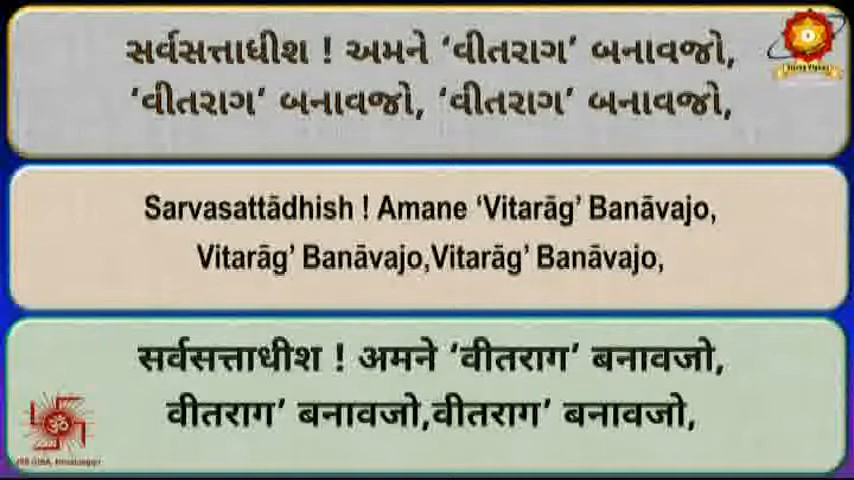 સર્વસત્તાધીશ ! અમને ‘વીતરાગ’ બનાવજો,
‘વીતરાગ’ બનાવજો, ‘વીતરાગ’ બનાવજો,
Sarvasattādhish ! Amane ‘Vitarāg’ Banāvajo,
Vitarāg’ Banāvajo,Vitarāg’ Banāvajo,
सर्वसत्ताधीश ! अमने ‘वीतराग’ बनावजो,
वीतराग’ बनावजो,वीतराग’ बनावजो,